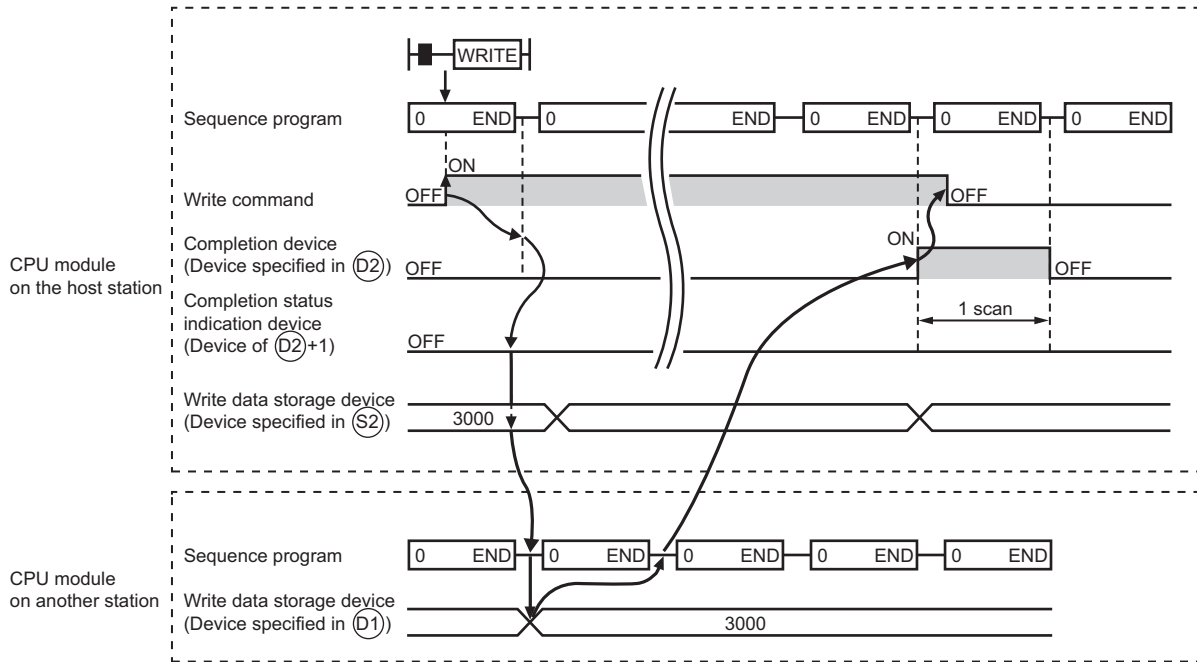 WRITE
Sequence program
0 END 0 END 0 END 0 END 0 END
ON
Write command
OFF OFF
Completion device
(Device specified in D2)
ON
OFF OFF
CPU module
on the host station
Completion status
indication device
(Device of D2+1)
1 scan
OFF
Write data storage device
(Device specified in S2)
3000
Sequence program
0 END 0 END 0 END 0 END 0 END
CPU module
on another station
Write data storage device
(Device specified in D1)
3000